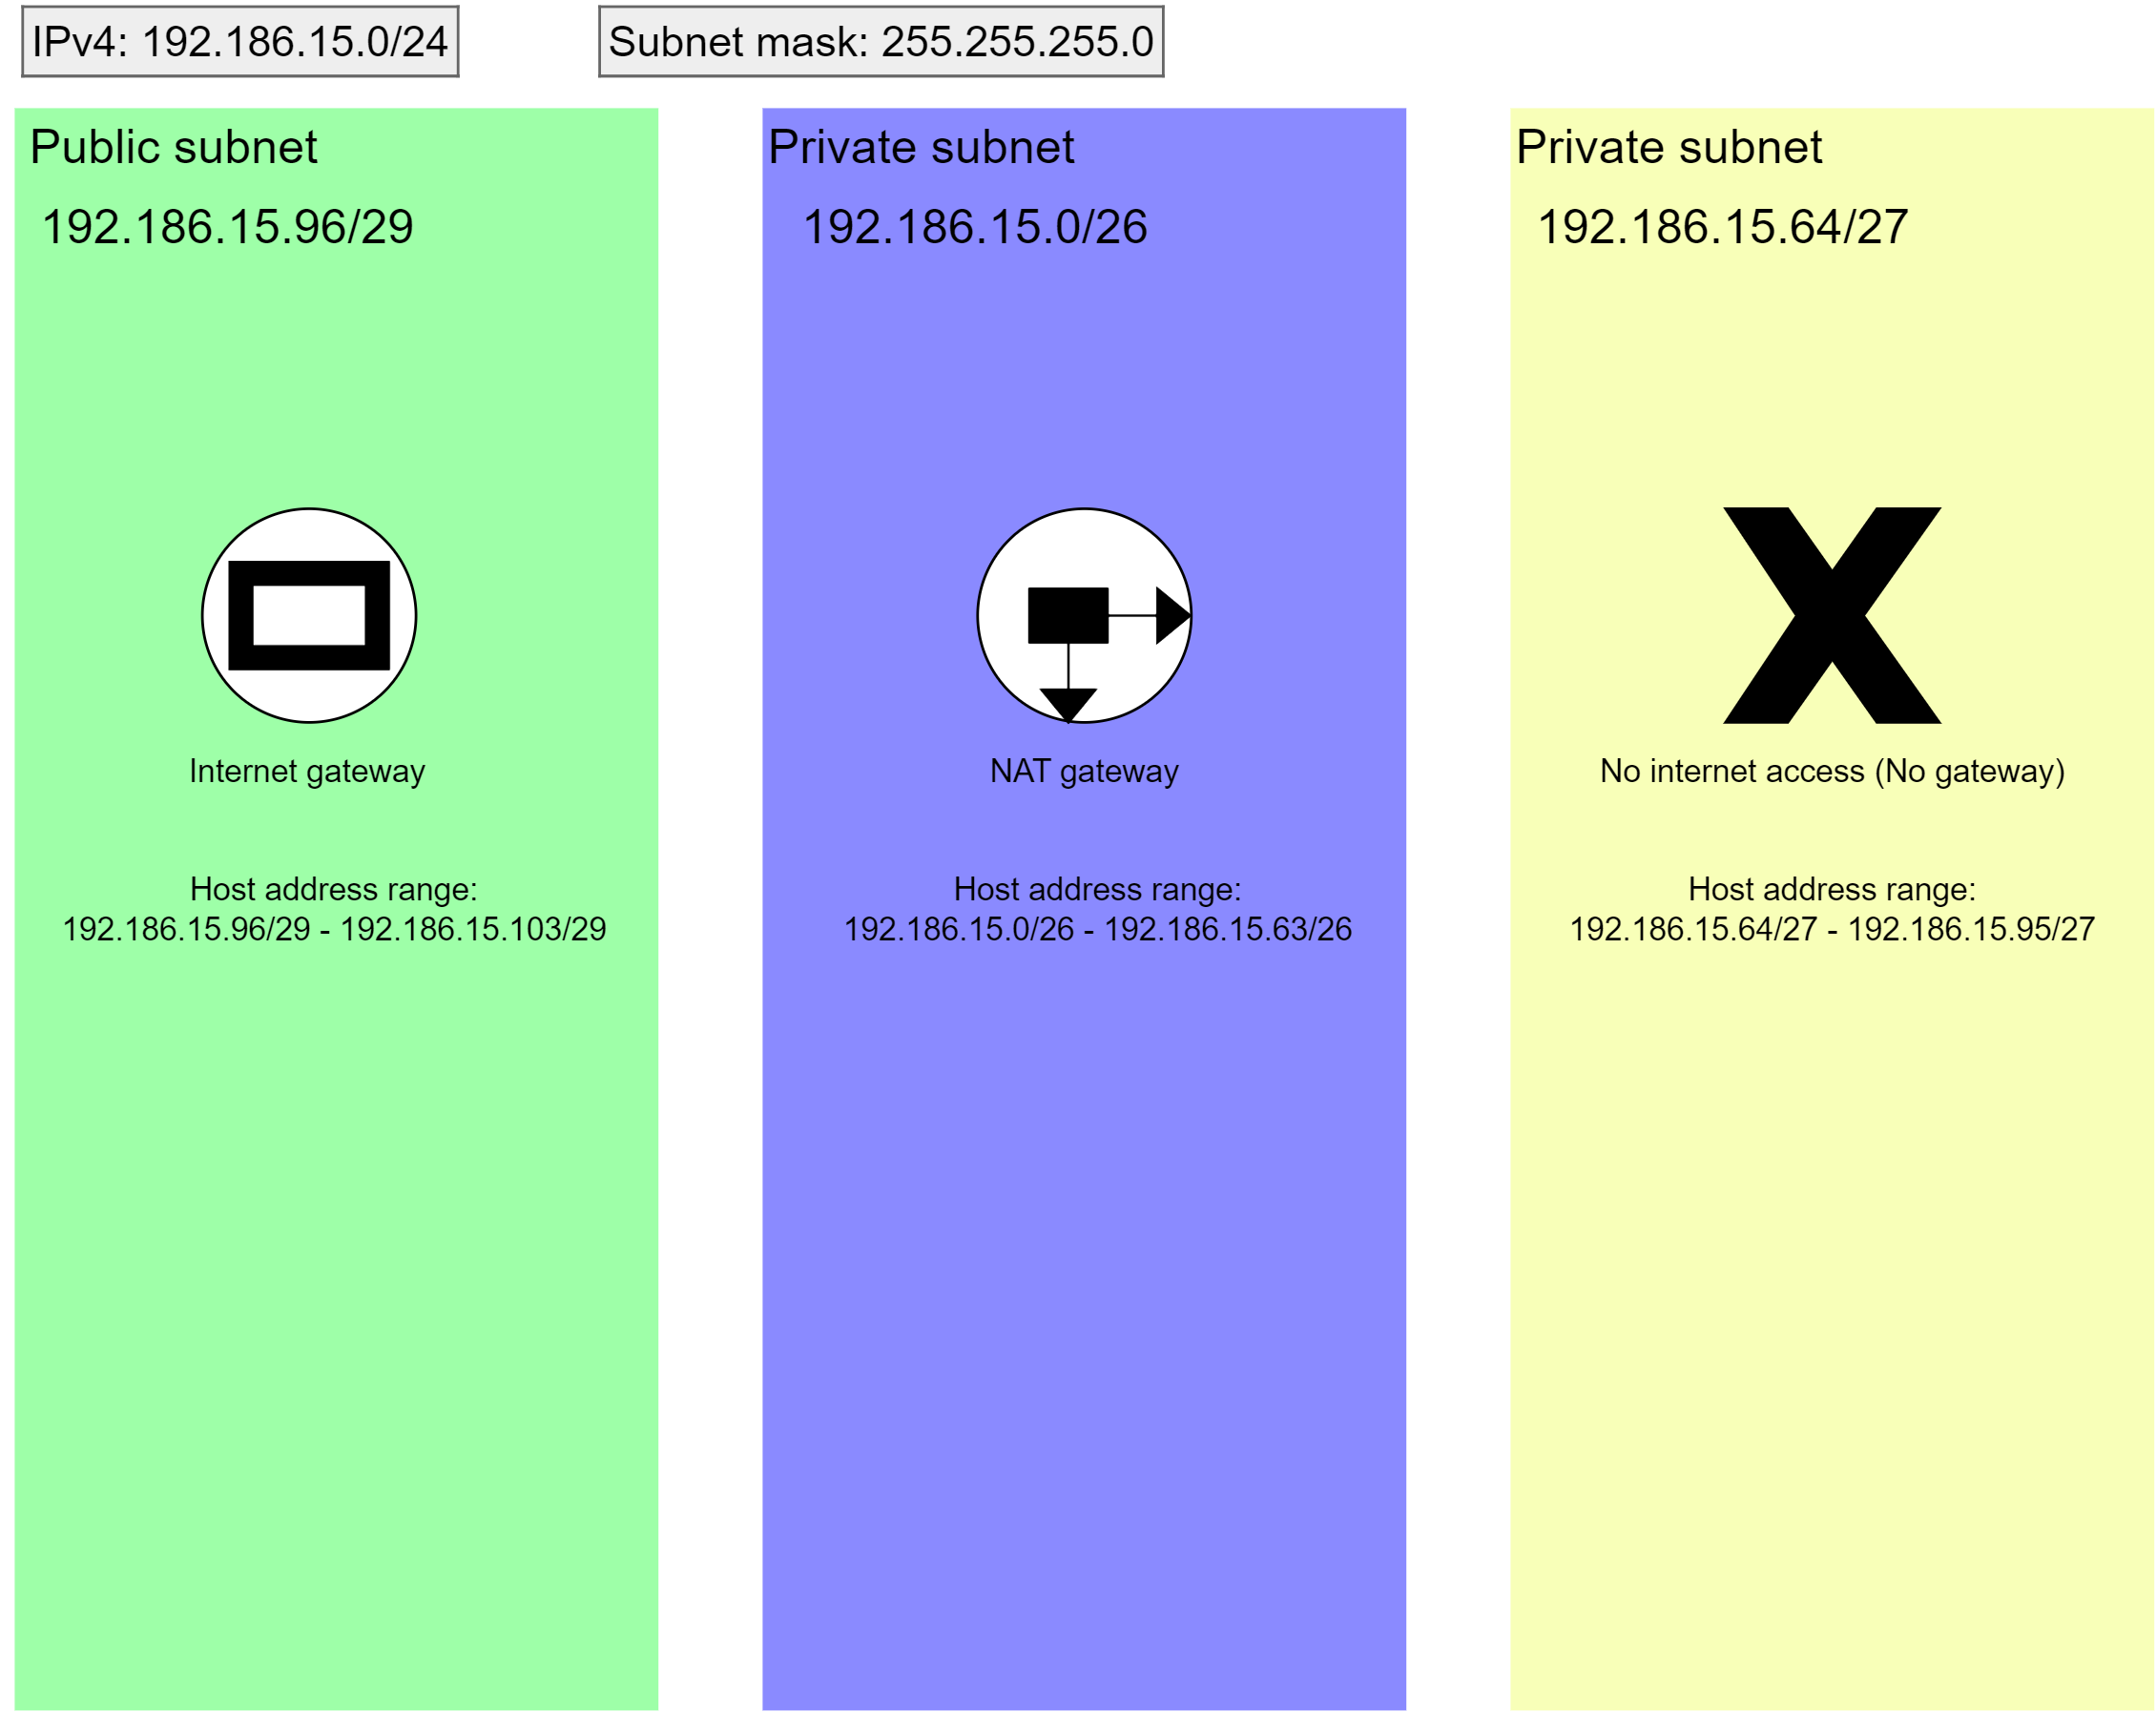 IPv4: 192.186.15.0/24
Subnet mask: 255.255.255.0
Public subnet
192.186.15.96/29
Internet gateway
Host address range:
192.186.15.96/29 - 192.186.15.103/29
Private subnet
192.186.15.0/26
NAT gateway
Host address range:
192.186.15.0/26 - 192.186.15.63/26
Private subnet
192.186.15.64/27
No internet access (No gateway)
Host address range:
192.186.15.64/27 - 192.186.15.95/27